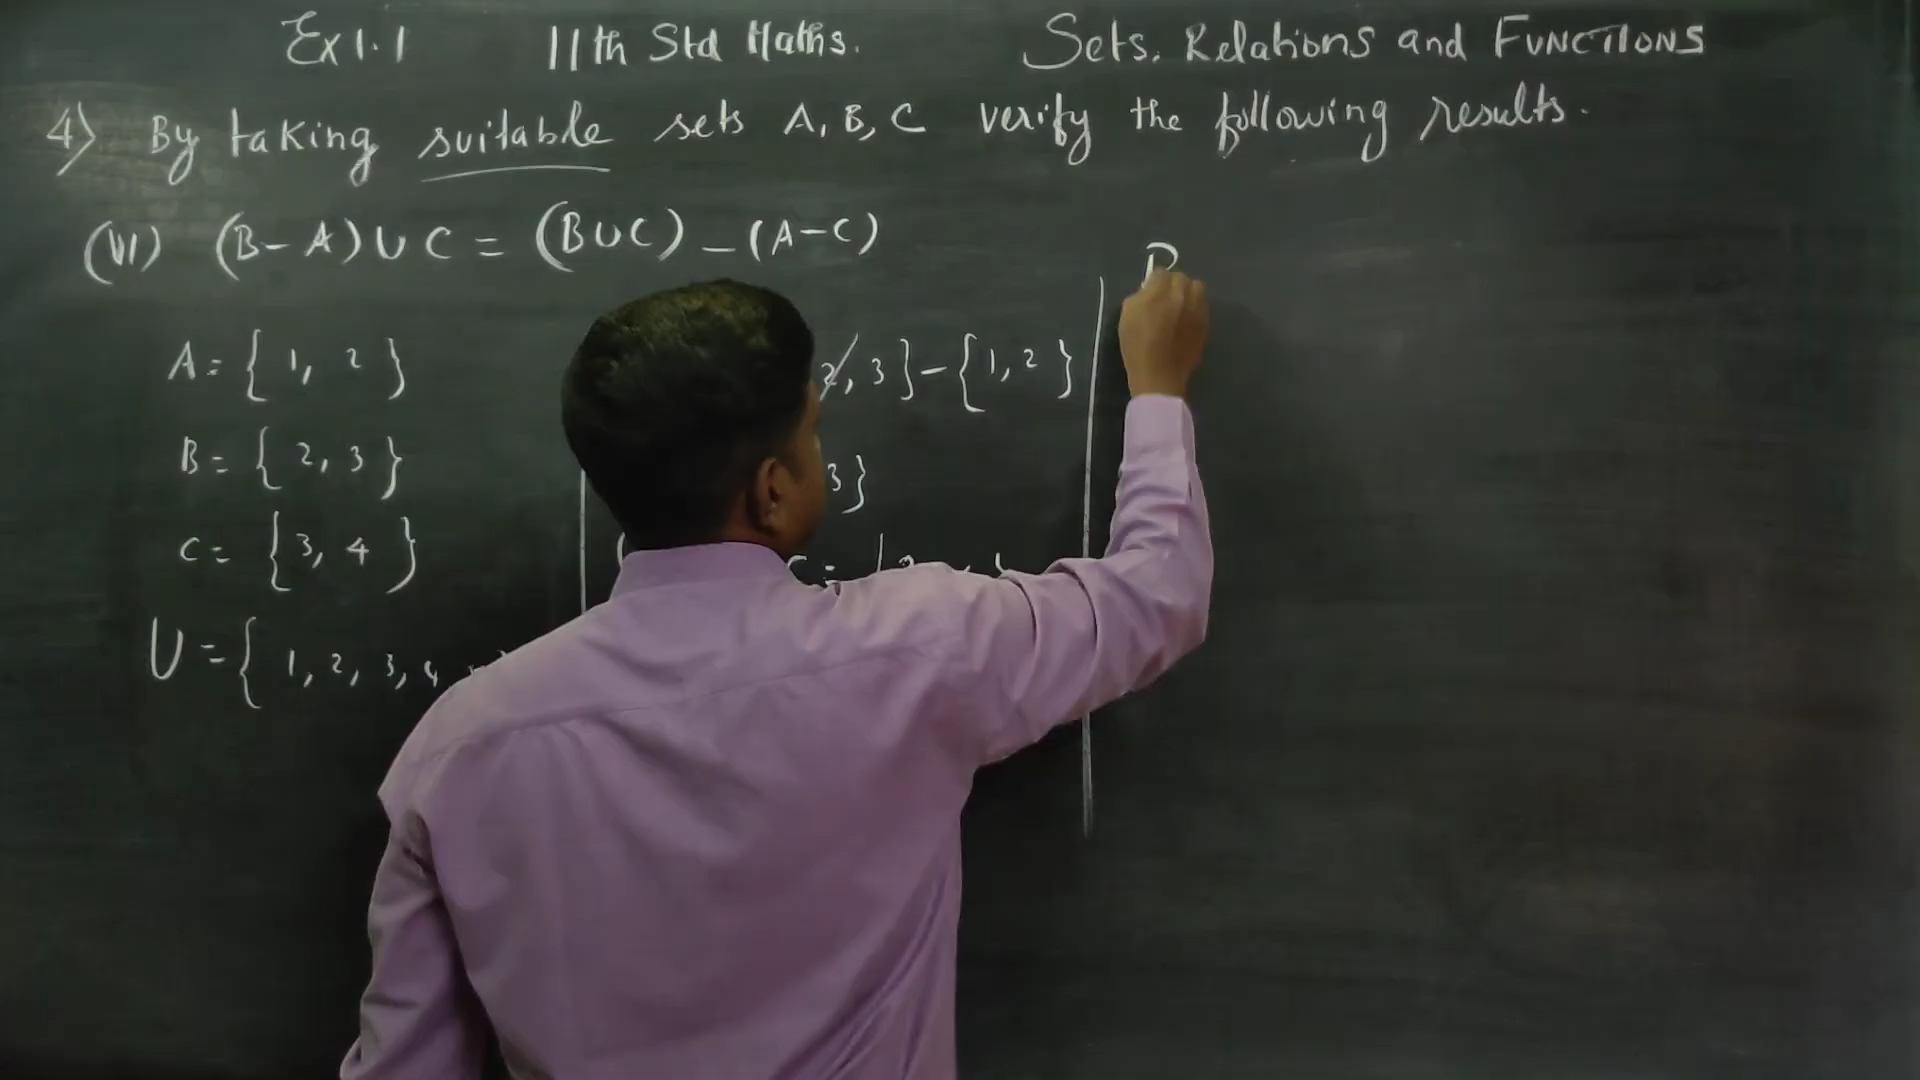 Ex 1.1 11th Std Maths. Sets, Relations and FUNCTIONS
4) By taking suitable sets A, B, C verify the following results.
(VI) (B-A)∪C = (B∪C) - (A-C)
A= { 1, 2 }
B= { 2, 3 }
C= { 3, 4 }
U = { 1, 2, 3, 4
2, 3 } - { 1, 2 }
3 }
B